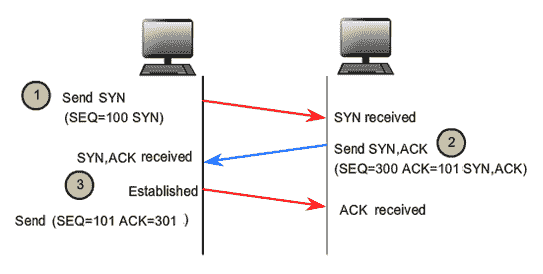 1
Send SYN
(SEQ=100 SYN)
SYN received
Send SYN,ACK
2
(SEQ=300 ACK=101 SYN,ACK)
SYN,ACK received
3
Established
Send (SEQ=101 ACK=301 )
ACK received